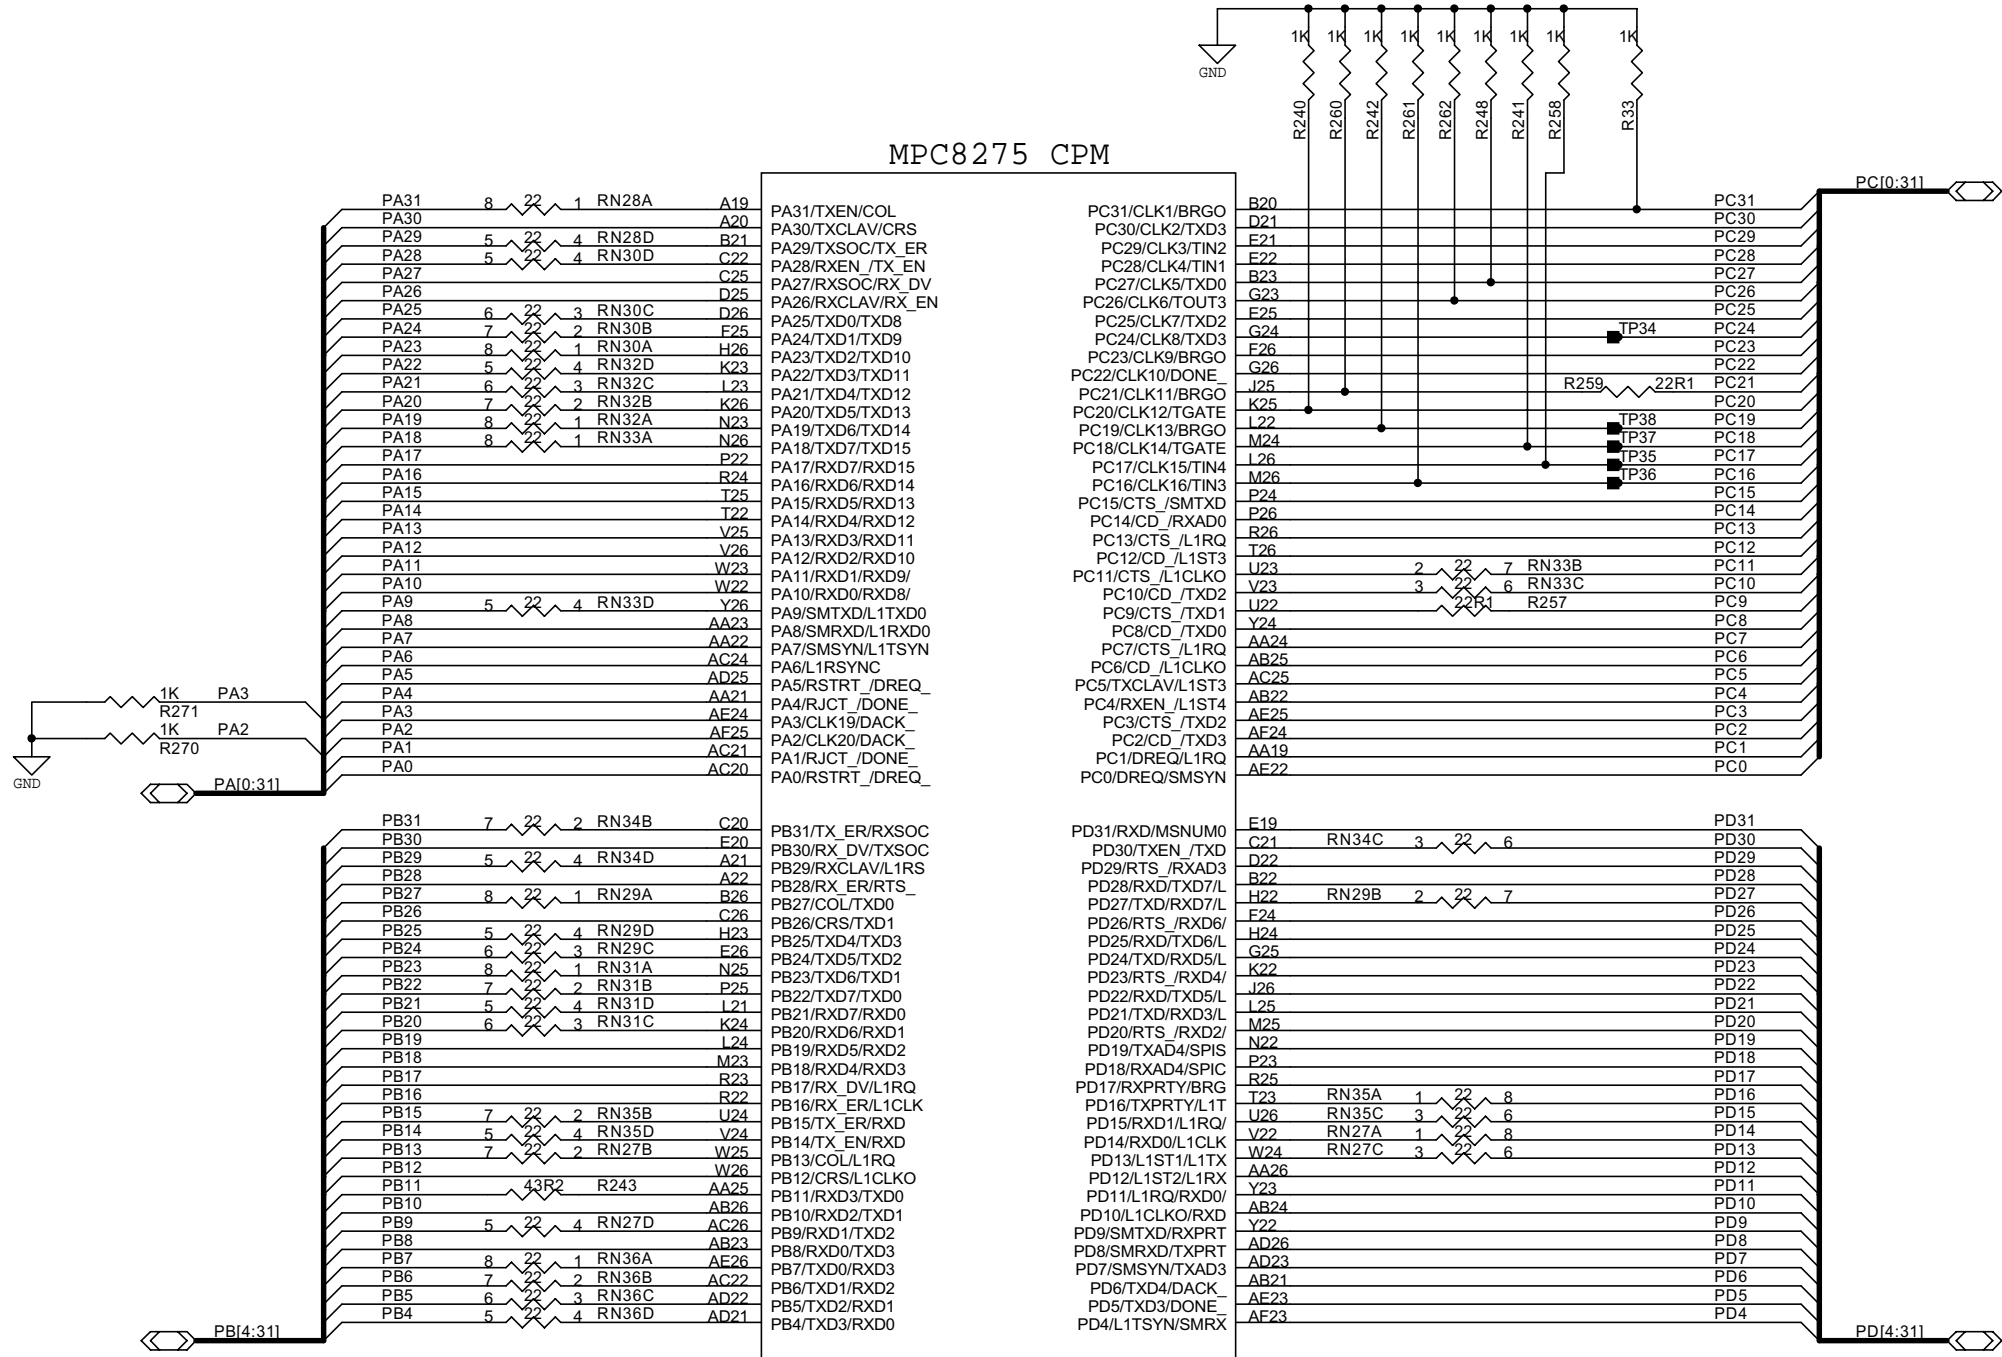 1K 1K 1K 1K 1K 1K 1K 1K 1K
GND
R240 R260 R242 R261 R262 R248 R241 R258 R33
MPC8275 CPM
PC[0:31]
PA31 8 22 1 RN28A A19 PA31/TXEN/COL PC31/CLK1/BRGO B20 PC31
PA30 A20 PA30/TXCLAV/CRS PC30/CLK2/TXD3 D21 PC30
PA29 5 22 4 RN28D B21 PA29/TXSOC/TX_ER PC29/CLK3/TIN2 E21 PC29
PA28 5 22 4 RN30D C22 PA28/RXEN_/TX_EN PC28/CLK4/TIN1 E22 PC28
PA27 C25 PA27/RXSOC/RX_DV PC27/CLK5/TXD0 B23 PC27
PA26 D25 PA26/RXCLAV/RX_EN PC26/CLK6/TOUT3 G23 PC26
PA25 6 22 3 RN30C D26 PA25/TXD0/TXD8 PC25/CLK7/TXD2 E25 PC25
PA24 7 22 2 RN30B F25 PA24/TXD1/TXD9 PC24/CLK8/TXD3 G24 TP34 PC24
PA23 8 22 1 RN30A H26 PA23/TXD2/TXD10 PC23/CLK9/BRGO F26 PC23
PA22 5 22 4 RN32D K23 PA22/TXD3/TXD11 PC22/CLK10/DONE_ G26 PC22
PA21 6 22 3 RN32C L23 PA21/TXD4/TXD12 PC21/CLK11/BRGO J25 R259 22R1 PC21
PA20 7 22 2 RN32B K26 PA20/TXD5/TXD13 PC20/CLK12/TGATE K25 PC20
PA19 8 22 1 RN32A N23 PA19/TXD6/TXD14 PC19/CLK13/BRGO L22 TP38 PC19
PA18 8 22 1 RN33A N26 PA18/TXD7/TXD15 PC18/CLK14/TGATE M24 TP37 PC18
PA17 P22 PA17/RXD7/RXD15 PC17/CLK15/TIN4 L26 TP35 PC17
PA16 R24 PA16/RXD6/RXD14 PC16/CLK16/TIN3 M26 TP36 PC16
PA15 T25 PA15/RXD5/RXD13 PC15/CTS_/SMTXD P24 PC15
PA14 T22 PA14/RXD4/RXD12 PC14/CD_/RXAD0 P26 PC14
PA13 V25 PA13/RXD3/RXD11 PC13/CTS_/L1RQ R26 PC13
PA12 V26 PA12/RXD2/RXD10 PC12/CD_/L1ST3 T26 PC12
PA11 W23 PA11/RXD1/RXD9/ PC11/CTS_/L1CLKO U23 2 22 7 RN33B PC11
PA10 W22 PA10/RXD0/RXD8/ PC10/CD_/TXD2 V23 3 22 6 RN33C PC10
PA9 5 22 4 RN33D Y26 PA9/SMTXD/L1TXD0 PC9/CTS_/TXD1 U22 22R1 R257 PC9
PA8 AA23 PA8/SMRXD/L1RXD0 PC8/CD_/TXD0 Y24 PC8
PA7 AA22 PA7/SMSYN/L1TSYN PC7/CTS_/L1RQ AA24 PC7
PA6 AC24 PA6/L1RSYNC PC6/CD_/L1CLKO AB25 PC6
PA5 AD25 PA5/RSTRT_/DREQ_ PC5/TXCLAV/L1ST3 AC25 PC5
1K PA3 R271 PA4 AA21 PA4/RJCT_/DONE_ PC4/RXEN_/L1ST4 AB22 PC4
PA3 AE24 PA3/CLK19/DACK_ PC3/CTS_/TXD2 AE25 PC3
1K PA2 R270 PA2 AF25 PA2/CLK20/DACK_ PC2/CD_/TXD3 AF24 PC2
PA1 AC21 PA1/RJCT_/DONE_ PC1/DREQ/L1RQ AA19 PC1
GND PA0 AC20 PA0/RSTRT_/DREQ_ PC0/DREQ/SMSYN AE22 PC0
PA[0:31]
PB31 7 22 2 RN34B C20 PB31/TX_ER/RXSOC PD31/RXD/MSNUM0 E19 PD31
PB30 E20 PB30/RX_DV/TXSOC PD30/TXEN_/TXD C21 RN34C 3 22 6 PD30
PB29 5 22 4 RN34D A21 PB29/RXCLAV/L1RS PD29/RTS_/RXAD3 D22 PD29
PB28 A22 PB28/RX_ER/RTS_ PD28/RXD/TXD7/L B22 PD28
PB27 8 22 1 RN29A B26 PB27/COL/TXD0 PD27/TXD/RXD7/L H22 RN29B 2 22 7 PD27
PB26 C26 PB26/CRS/TXD1 PD26/RTS_/RXD6/ F24 PD26
PB25 5 22 4 RN29D H23 PB25/TXD4/TXD3 PD25/RXD/TXD6/L H24 PD25
PB24 6 22 3 RN29C E26 PB24/TXD5/TXD2 PD24/TXD/RXD5/L G25 PD24
PB23 8 22 1 RN31A N25 PB23/TXD6/TXD1 PD23/RTS_/RXD4/ K22 PD23
PB22 7 22 2 RN31B P25 PB22/TXD7/TXD0 PD22/RXD/TXD5/L J26 PD22
PB21 5 22 4 RN31D L21 PB21/RXD7/RXD0 PD21/TXD/RXD3/L L25 PD21
PB20 6 22 3 RN31C K24 PB20/RXD6/RXD1 PD20/RTS_/RXD2/ M25 PD20
PB19 L24 PB19/RXD5/RXD2 PD19/TXAD4/SPIS N22 PD19
PB18 M23 PB18/RXD4/RXD3 PD18/RXAD4/SPIC P23 PD18
PB17 R23 PB17/RX_DV/L1RQ PD17/RXPRTY/BRG R25 PD17
PB16 R22 PB16/RX_ER/L1CLK PD16/TXPRTY/L1T T23 RN35A 1 22 8 PD16
PB15 7 22 2 RN35B U24 PB15/TX_ER/RXD PD15/RXD1/L1RQ/ U26 RN35C 3 22 6 PD15
PB14 5 22 4 RN35D V24 PB14/TX_EN/RXD PD14/RXD0/L1CLK V22 RN27A 1 22 8 PD14
PB13 7 22 2 RN27B W25 PB13/COL/L1RQ PD13/L1ST1/L1TX W24 RN27C 3 22 6 PD13
PB12 W26 PB12/CRS/L1CLKO PD12/L1ST2/L1RX AA26 PD12
PB11 43R2 R243 AA25 PB11/RXD3/TXD0 PD11/L1RQ/RXD0/ Y23 PD11
PB10 AB26 PB10/RXD2/TXD1 PD10/L1CLKO/RXD AB24 PD10
PB9 5 22 4 RN27D AC26 PB9/RXD1/TXD2 PD9/SMTXD/RXPRT Y22 PD9
PB8 AB23 PB8/RXD0/TXD3 PD8/SMRXD/TXPRT AD26 PD8
PB7 8 22 1 RN36A AE26 PB7/TXD0/RXD3 PD7/SMSYN/TXAD3 AD23 PD7
PB6 7 22 2 RN36B AC22 PB6/TXD1/RXD2 PD6/TXD4/DACK_ AB21 PD6
PB5 6 22 3 RN36C AD22 PB5/TXD2/RXD1 PD5/TXD3/DONE_ AE23 PD5
PB4 5 22 4 RN36D AD21 PB4/TXD3/RXD0 PD4/L1TSYN/SMRX AF23 PD4
PB[4:31] PD[4:31]